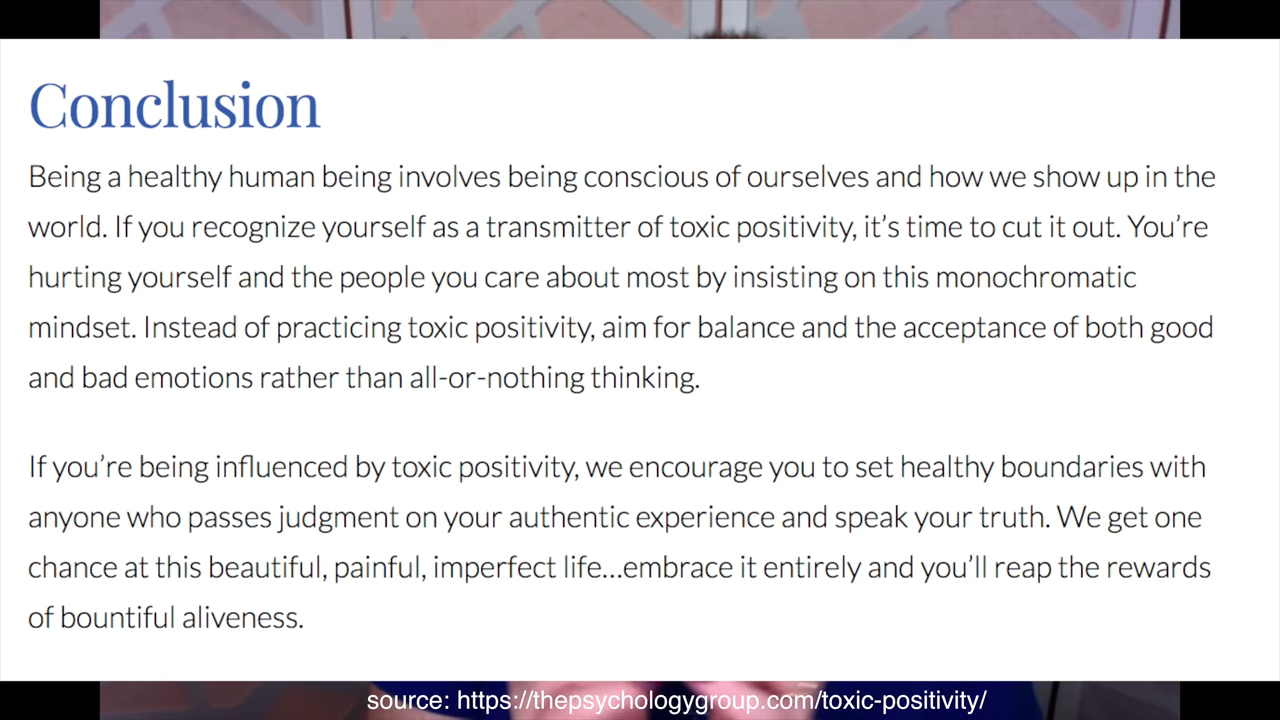 Conclusion
Being a healthy human being involves being conscious of ourselves and how we show up in the
world. If you recognize yourself as a transmitter of toxic positivity, it’s time to cut it out. You’re
hurting yourself and the people you care about most by insisting on this monochromatic
mindset. Instead of practicing toxic positivity, aim for balance and the acceptance of both good
and bad emotions rather than all-or-nothing thinking.
If you’re being influenced by toxic positivity, we encourage you to set healthy boundaries with
anyone who passes judgment on your authentic experience and speak your truth. We get one
chance at this beautiful, painful, imperfect life...embrace it entirely and you’ll reap the rewards
of bountiful aliveness.
source: https://thepsychologygroup.com/toxic-positivity/